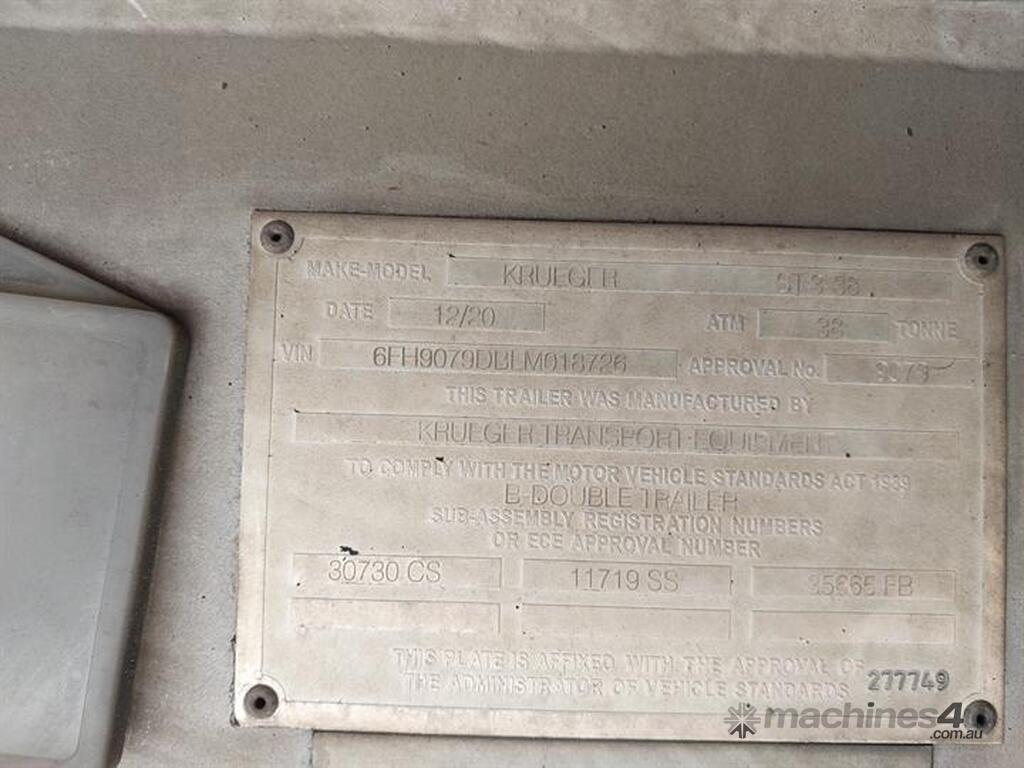 MAKE-MODEL KRUEGER ST 3 38
DATE 12/20 ATM 38 TONNE
VIN 6FH9079DBLM018726 APPROVAL No.
THIS TRAILER WAS MANUFACTURED BY
KRUEGER TRANSPORT EQUIPMENT
TO COMPLY WITH THE MOTOR VEHICLE STANDARDS ACT 1989
B-DOUBLE TRAILER
SUB-ASSEMBLY REGISTRATION NUMBERS
OR ECE APPROVAL NUMBER
30730 CS 11719 SS FB
THIS PLATE IS AFFIXED WITH THE APPROVAL OF
THE ADMINISTRATOR OF VEHICLE STANDARDS 277749
machines4u
.com.au